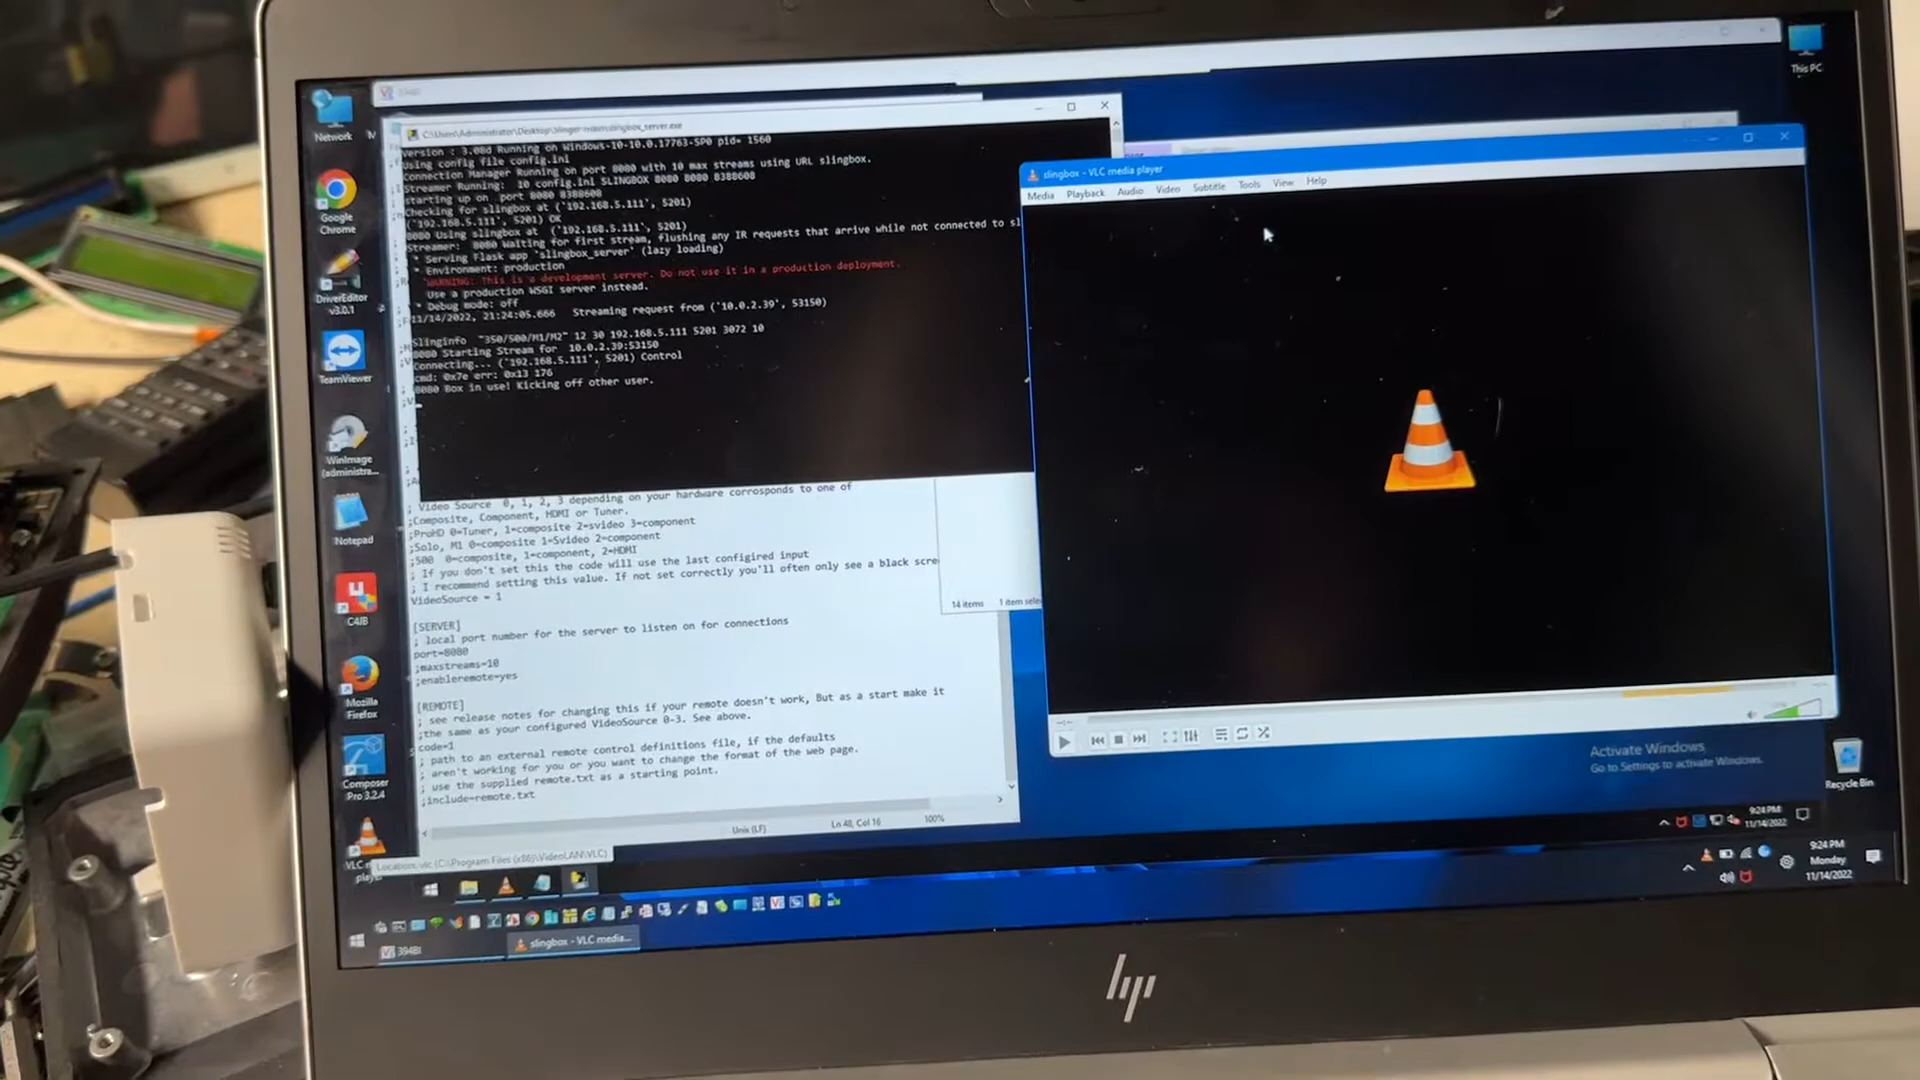 This PC
Network
Google
Chrome
DriverEditor
v3.0.1
TeamViewer
WinImage
(administra...
Notepad
C4JB
Mozilla
Firefox
Composer
Pro 3.2.4
VLC
player
394BI
C:\Users\Administrator\Desktop\Slinger-main\slingbox_server.exe
Version : 3.08d Running on Windows-10-10.0.17763-SP0 pid= 1560
Using config file config.ini
Connection Manager Running on port 8080 with 10 max streams using URL slingbox.
Streamer Running: 10 config.ini SLINGBOX 8080 8080 8388608
starting up on port 8080 8388608
Checking for slingbox at ('192.168.5.111', 5201)
('192.168.5.111', 5201) OK
8080 Using slingbox at ('192.168.5.111', 5201)
Streamer: 8080 Waiting for first stream, flushing any IR requests that arrive while not connected to sl
* Serving Flask app 'slingbox_server' (lazy loading)
* Environment: production
WARNING: This is a development server. Do not use it in a production deployment.
Use a production WSGI server instead.
* Debug mode: off
11/14/2022, 21:24:05.666 Streaming request from ('10.0.2.39', 53150)
SlingInfo "350/500/M1/M2" 12 30 192.168.5.111 5201 3072 10
8080 Starting Stream for 10.0.2.39:53150
Connecting... ('192.168.5.111', 5201) Control
cmd: 0x7e err: 0x13 176
8080 Box in use! Kicking off other user.
; Video Source 0, 1, 2, 3 depending on your hardware corrosponds to one of
;Composite, Component, HDMI or Tuner.
;ProHD 0=Tuner, 1=composite 2=svideo 3=component
;Solo, M1 0=composite 1=Svideo 2=component
;500 0=composite, 1=component, 2=HDMI
; If you don't set this the code will use the last configired input
; I recommend setting this value. If not set correctly you'll often only see a black scre
VideoSource = 1
[SERVER]
; local port number for the server to listen on for connections
port=8080
;maxstreams=10
;enableremote=yes
[REMOTE]
; see release notes for changing this if your remote doesn't work, But as a start make it
;the same as your configured VideoSource 0-3. See above.
code=1
; path to an external remote control definitions file, if the defaults
; aren't working for you or you want to change the format of the web page.
; use the supplied remote.txt as a starting point.
;include=remote.txt
Unix (LF) Ln 48, Col 16 100%
14 items 1 item sele
slingbox - VLC media player
Media Playback Audio Video Subtitle Tools View Help
Activate Windows
Go to Settings to activate Windows.
Recycle Bin
Location: vlc (C:\Program Files (x86)\VideoLAN\VLC)
9:24 PM
11/14/2022
9:24 PM
Monday
11/14/2022
394BI
slingbox - VLC media...
hp